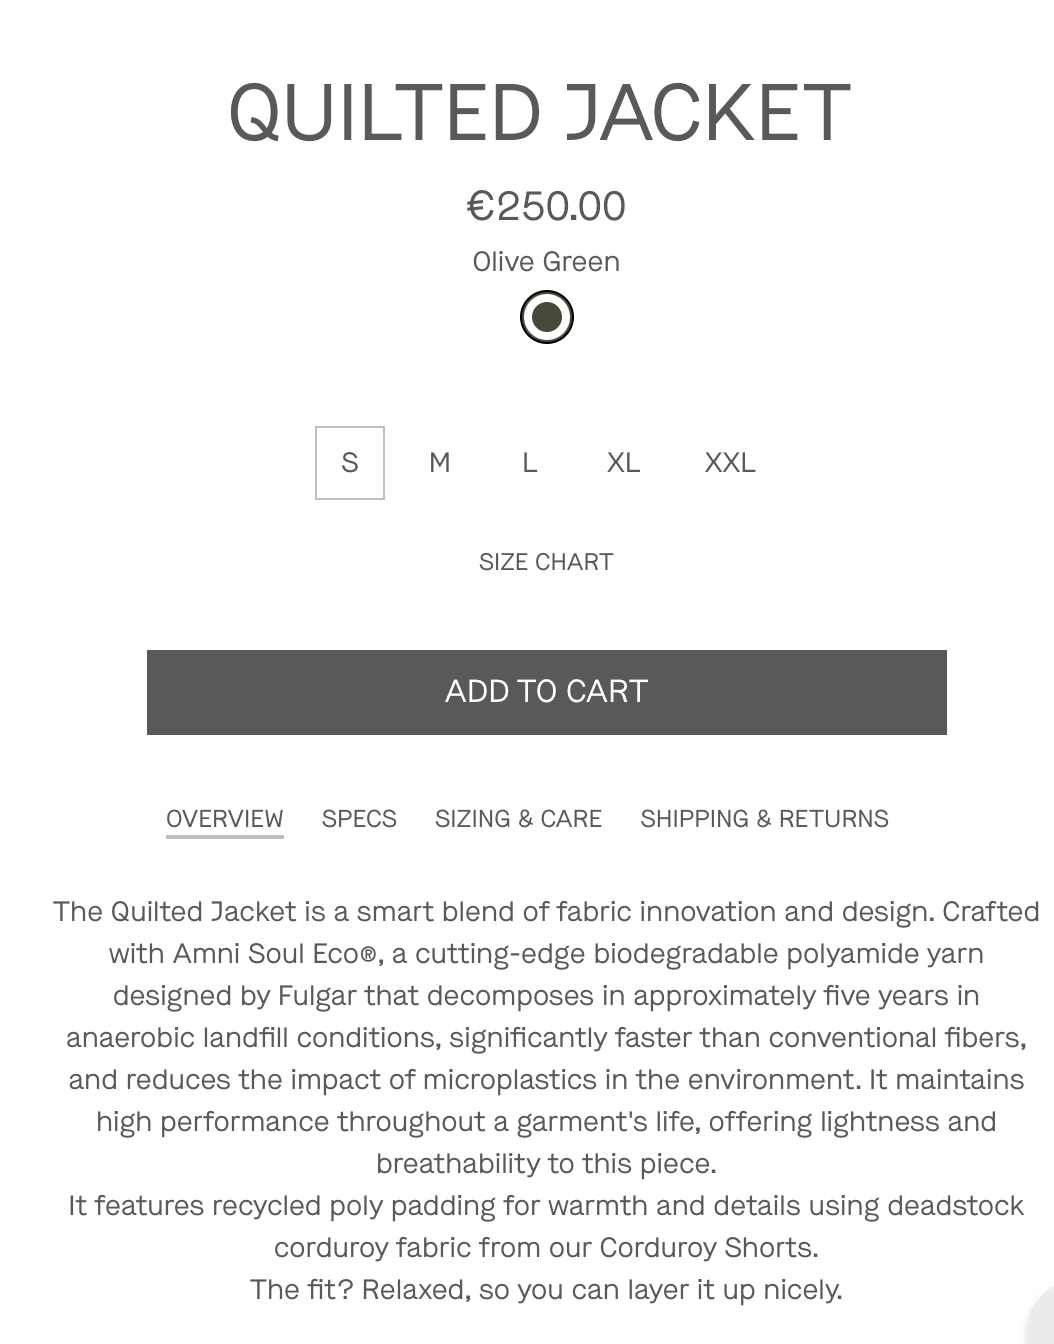 QUILTED JACKET
€250.00
Olive Green
S M L XL XXL
SIZE CHART
ADD TO CART
OVERVIEW SPECS SIZING & CARE SHIPPING & RETURNS
The Quilted Jacket is a smart blend of fabric innovation and design. Crafted
with Amni Soul Eco®, a cutting-edge biodegradable polyamide yarn
designed by Fulgar that decomposes in approximately five years in
anaerobic landfill conditions, significantly faster than conventional fibers,
and reduces the impact of microplastics in the environment. It maintains
high performance throughout a garment's life, offering lightness and
breathability to this piece.
It features recycled poly padding for warmth and details using deadstock
corduroy fabric from our Corduroy Shorts.
The fit? Relaxed, so you can layer it up nicely.